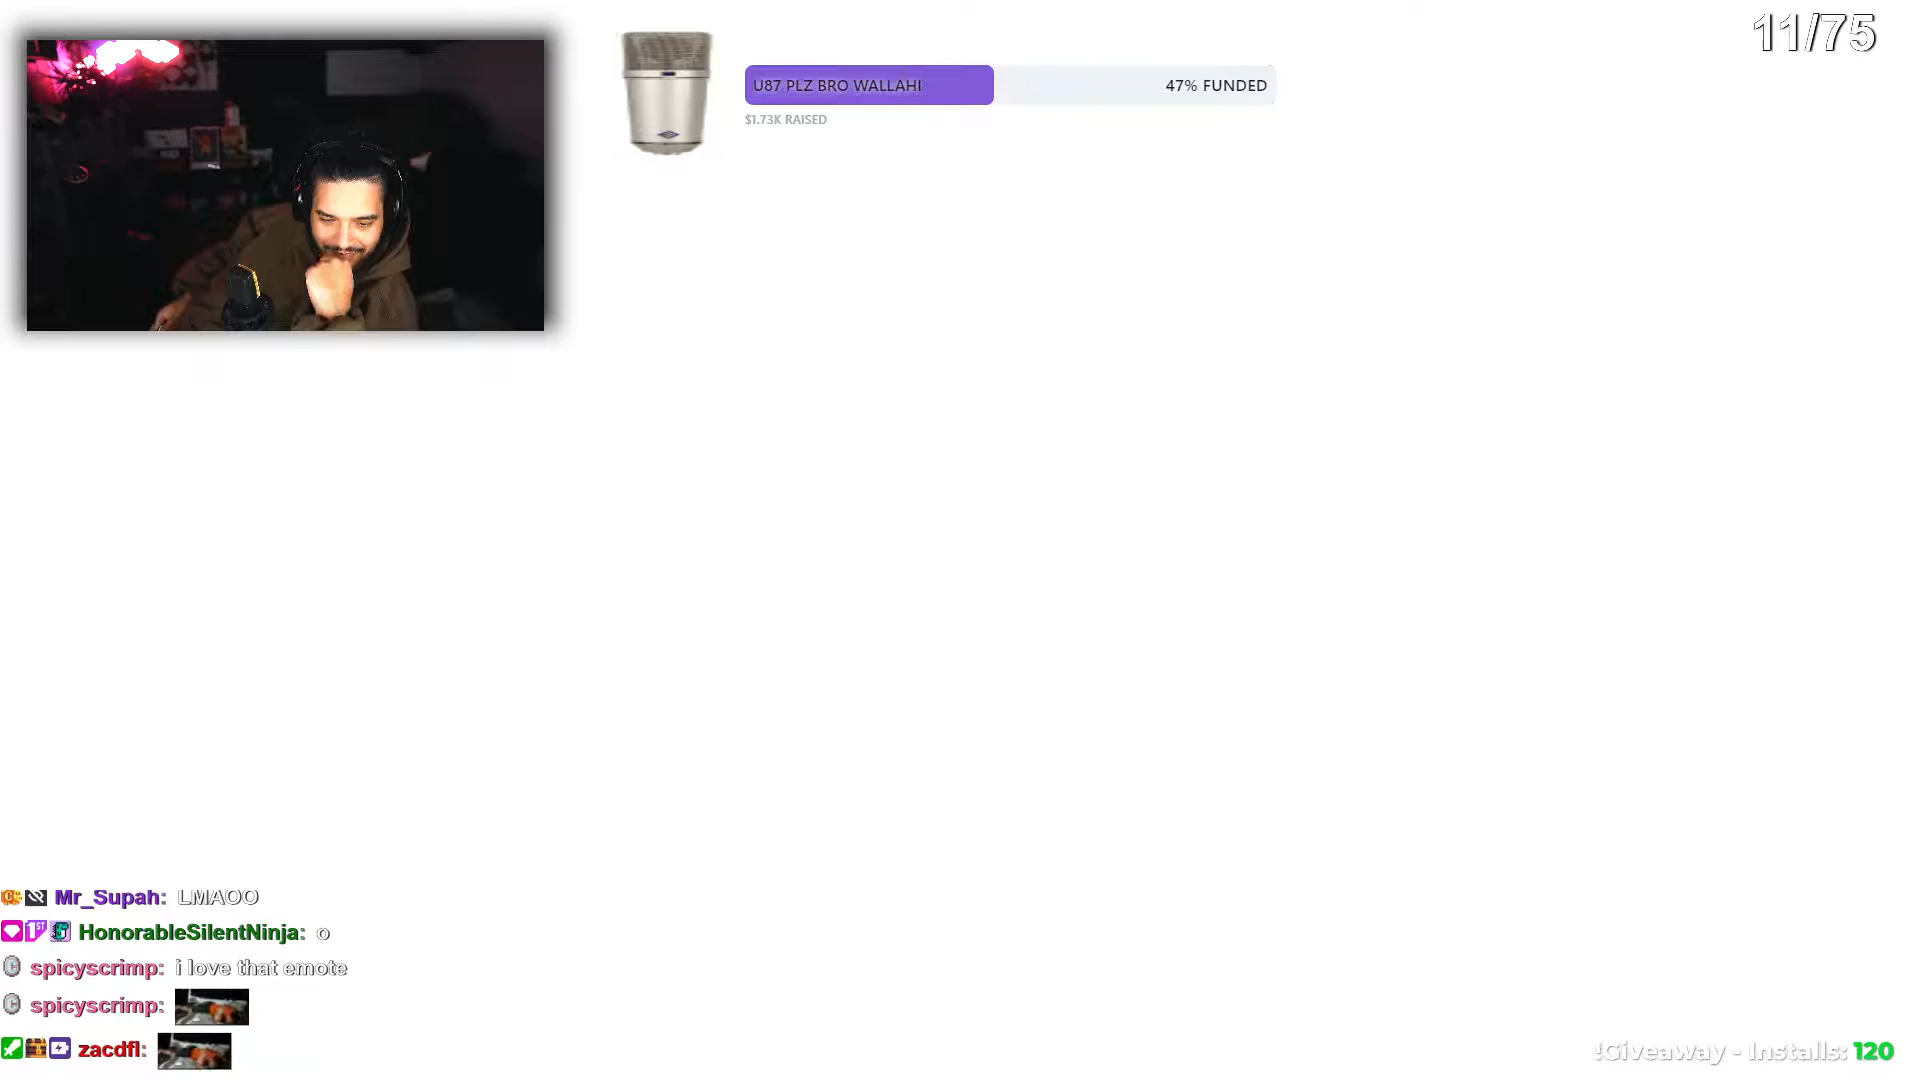 11/75
U87 PLZ BRO WALLAHI 47% FUNDED
$1.73K RAISED
Mr_Supah: LMAOO
HonorableSilentNinja: o
spicyscrimp: i love that emote
spicyscrimp:
zacdfl:
!Giveaway - Installs: 120